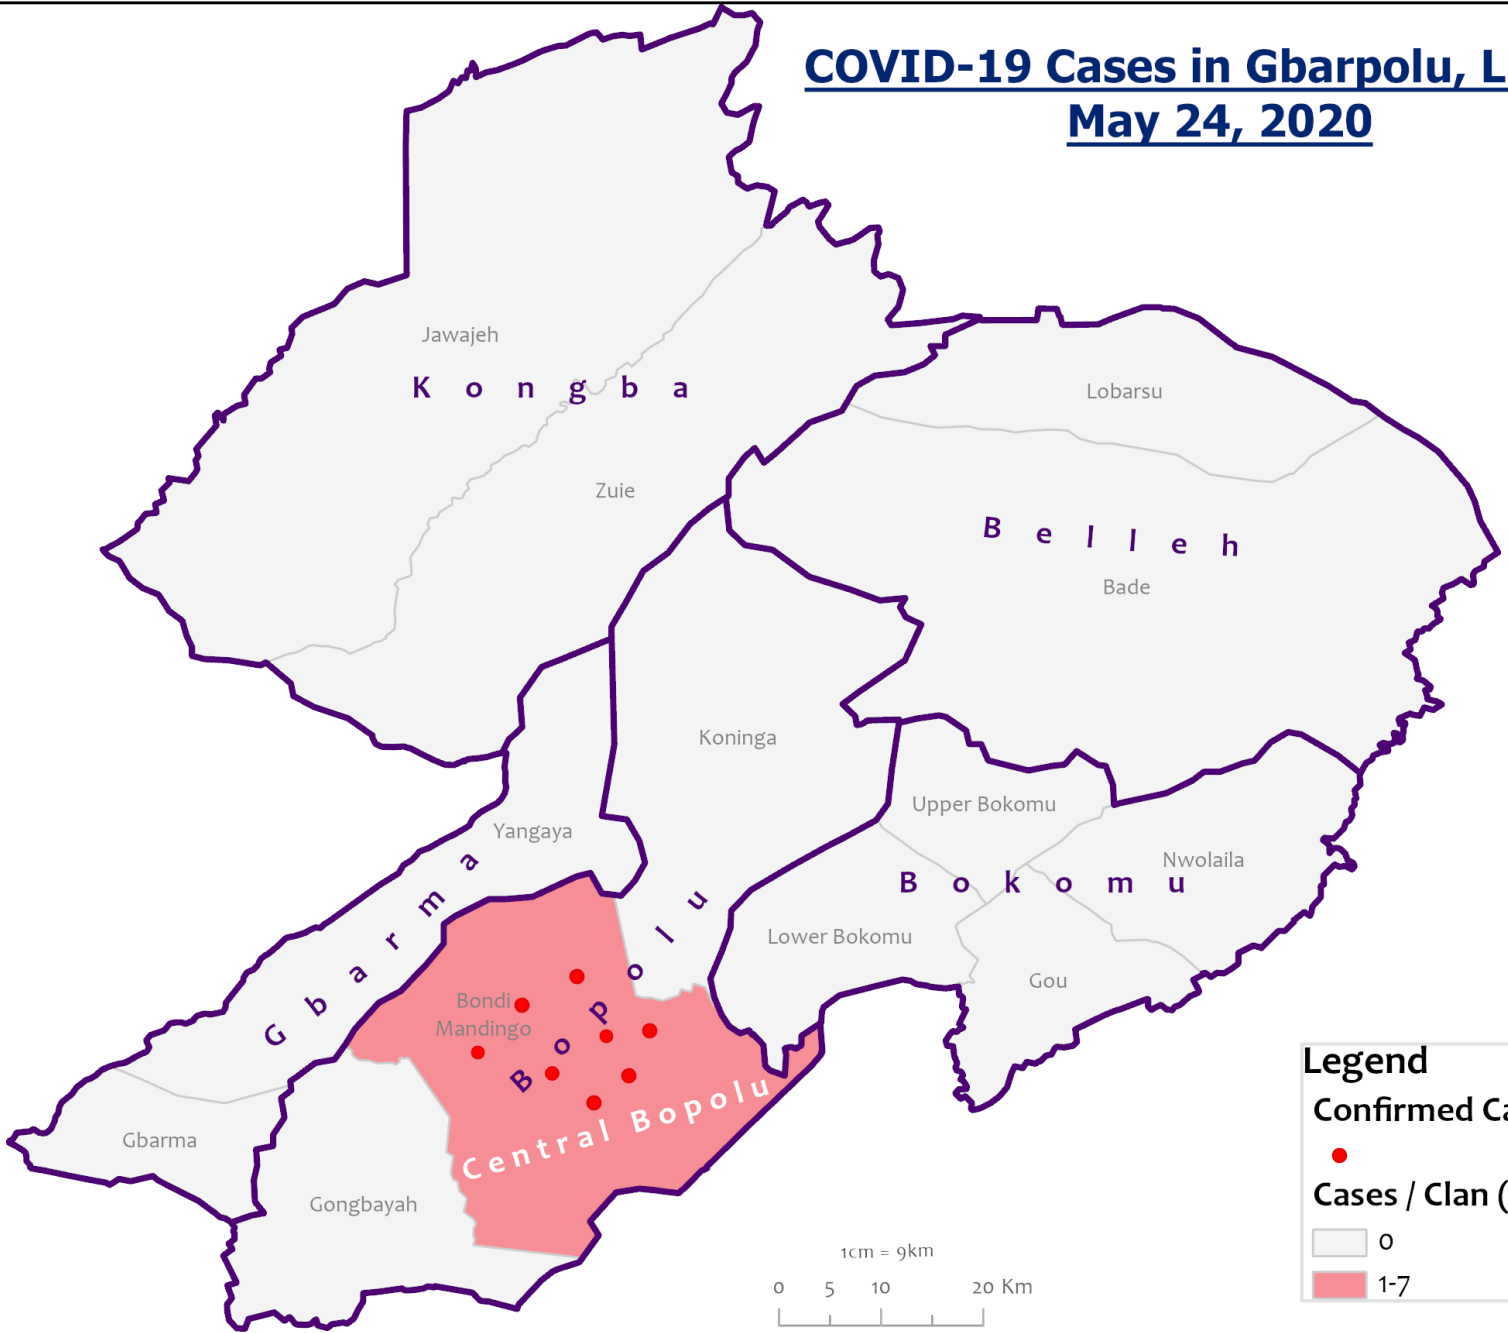 COVID-19 Cases in Gbarpolu, L
May 24, 2020
Jawajeh
Kongba
Zuie
Lobarsu
Belleh
Bade
Koninga
Upper Bokomu
Yangaya
Nwolaila
Bokomu
Lower Bokomu
Gou
Gbarma
Bopolu
Bondi
Mandingo
Central Bopolu
Gbarma
Gongbayah
1cm = 9km
0 5 10 20 Km
Legend
Confirmed Ca
Cases / Clan (
0
1-7